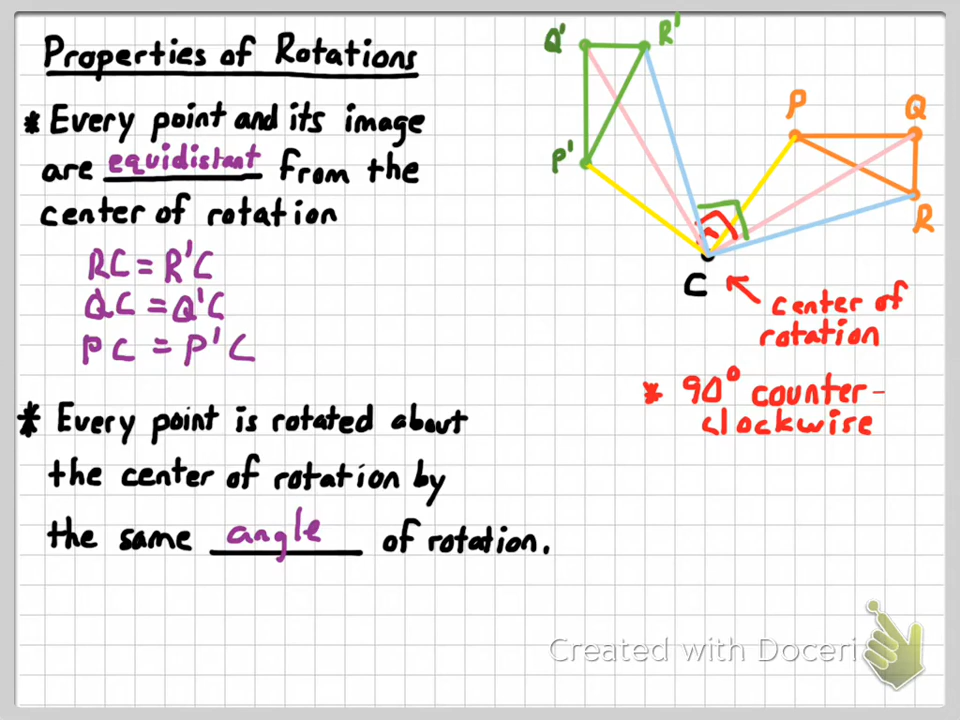 Properties of Rotations
* Every point and its image
are equidistant from the
center of rotation
RC = R'C
QC = Q'C
PC = P'C
* Every point is rotated about
the center of rotation by
the same angle of rotation.
Q'
R'
P'
P
Q
R
C
center of
rotation
* 90° counter-
clockwise
Created with Doceri